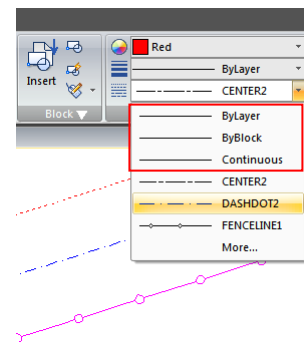 Red
ByLayer
Insert
CENTER2
Block
ByLayer
ByBlock
Continuous
CENTER2
DASHDOT2
FENCELINE1
More...